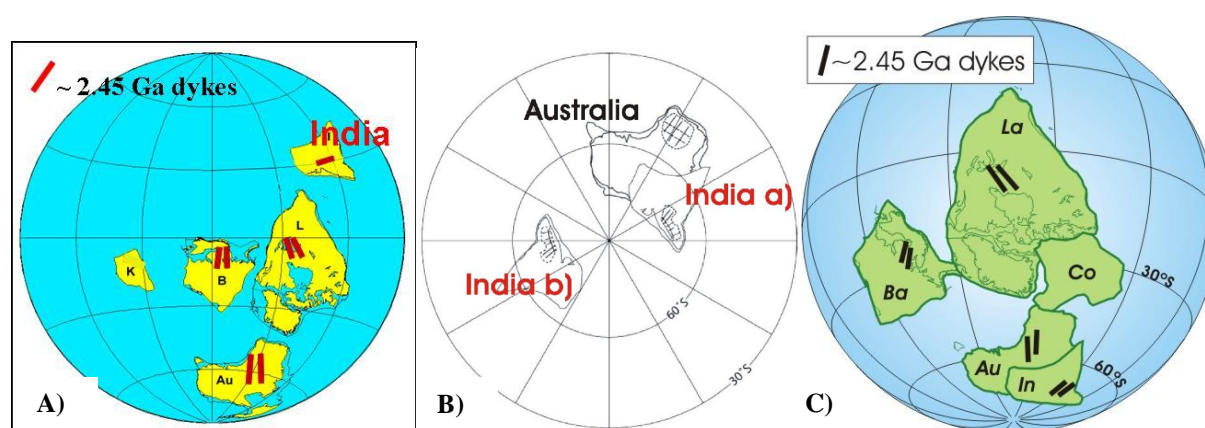 ~ 2.45 Ga dykes
I
India
L
K
B
Au
A)
Australia
India a)
India b)
60°S
30°S
B)
~2.45 Ga dykes
La
Co
Ba
30°S
Au
In
60°S
C)